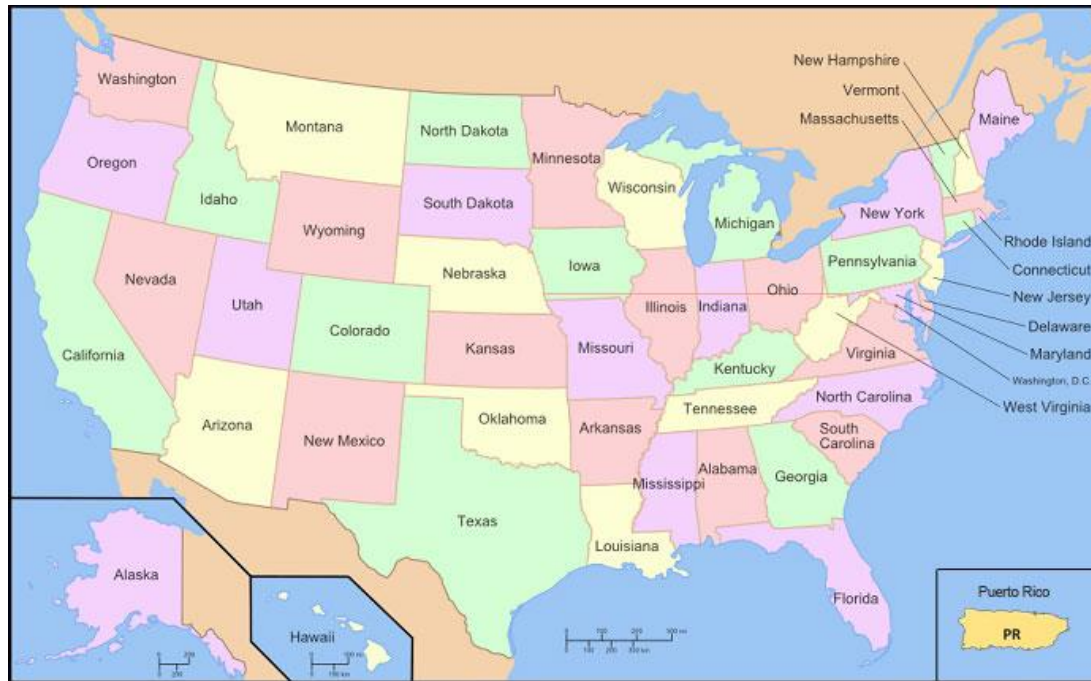 New Hampshire
Vermont
Massachusetts
Maine
Washington
Montana
North Dakota
Minnesota
Oregon
Idaho
Wisconsin
South Dakota
Michigan
New York
Wyoming
Rhode Island
Connecticut
Pennsylvania
Nebraska
Iowa
Nevada
Utah
Illinois
Indiana
Ohio
New Jersey
Delaware
Colorado
Kansas
Missouri
California
Virginia
Maryland
Kentucky
Washington, D.C.
North Carolina
West Virginia
Tennessee
Oklahoma
Arizona
New Mexico
Arkansas
South
Carolina
Alabama
Georgia
Mississippi
Texas
Louisiana
Alaska
Florida
Hawaii
Puerto Rico
PR